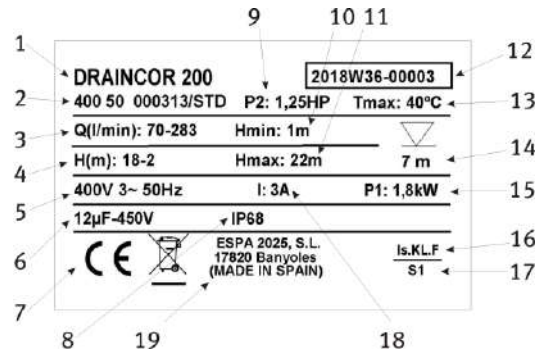 9 10 11
1 12
DRAINCOR 200 2018W36-00003
2 400 50 000313/STD P2: 1,25HP Tmax: 40ºC 13
3 Q(l/min): 70-283 Hmin: 1m
4 H(m): 18-2 Hmax: 22m 7 m 14
5 400V 3~ 50Hz I: 3A P1: 1,8kW 15
6 12µF-450V IP68
7 CE ESPA 2025, S.L. Is.KL.F 16
17820 Banyoles S1 17
(MADE IN SPAIN)
8 19 18